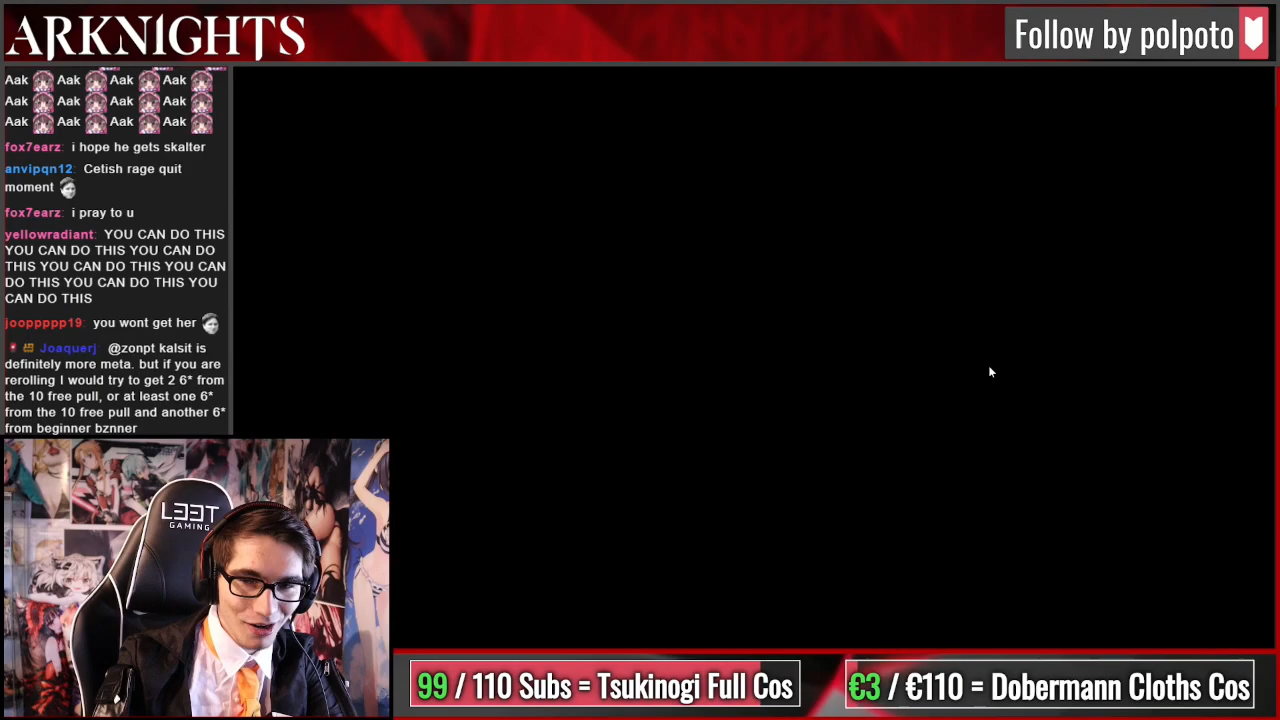 ARKNIGHTS
Follow by polpoto
Aak Aak Aak Aak
Aak Aak Aak Aak
Aak Aak Aak Aak
fox7earz: i hope he gets skalter
anvipqn12: Cetish rage quit
moment
fox7earz: i pray to u
yellowradiant: YOU CAN DO THIS
YOU CAN DO THIS YOU CAN DO
THIS YOU CAN DO THIS YOU CAN
DO THIS YOU CAN DO THIS YOU
CAN DO THIS
jooppppp19: you wont get her
Joaquerj: @zonpt kalsit is
definitely more meta. but if you are
rerolling I would try to get 2 6* from
the 10 free pull, or at least one 6*
from the 10 free pull and another 6*
from beginner bznner
L33T
GAMING
99 / 110 Subs = Tsukinogi Full Cos
€3 / €110 = Dobermann Cloths Cos